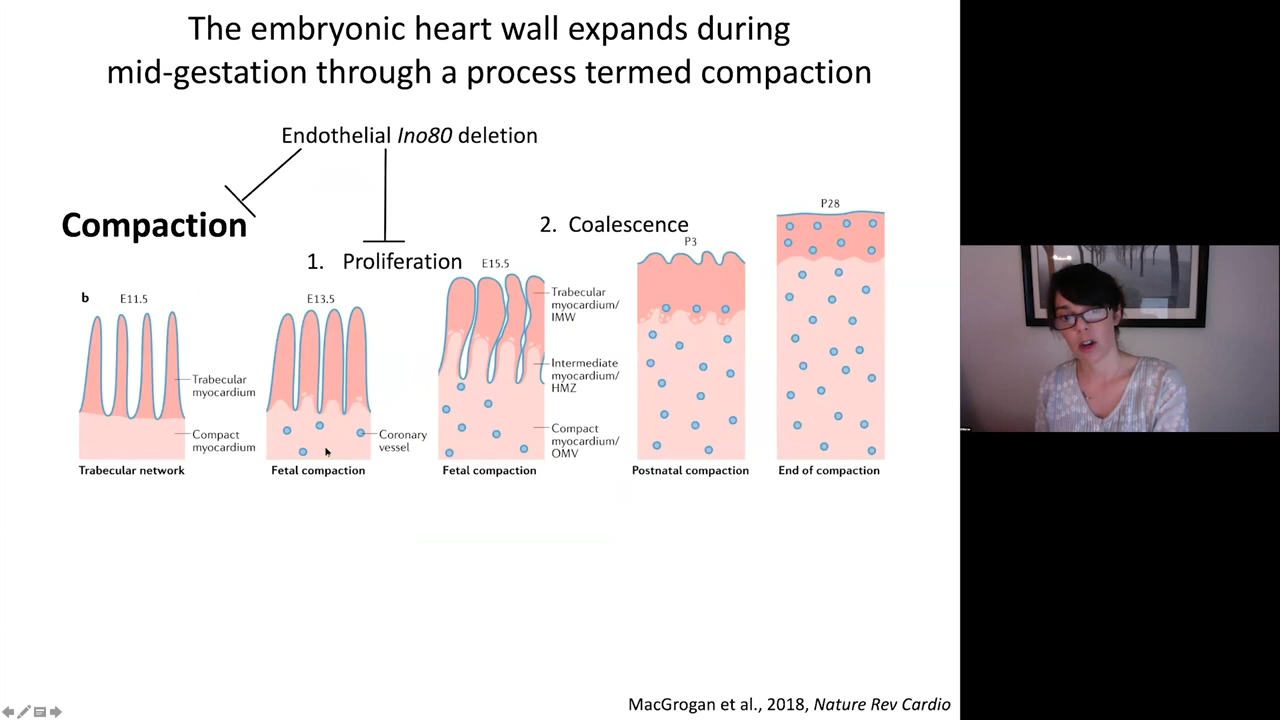 The embryonic heart wall expands during
mid-gestation through a process termed compaction
Endothelial Ino80 deletion
Compaction
1. Proliferation
2. Coalescence
b
E11.5
Trabecular
myocardium
Compact
myocardium
Trabecular network
E13.5
Coronary
vessel
Fetal compaction
E15.5
Trabecular
myocardium/
IMW
Intermediate
myocardium/
HMZ
Compact
myocardium/
OMV
Fetal compaction
P3
Postnatal compaction
P28
End of compaction
MacGrogan et al., 2018, Nature Rev Cardio